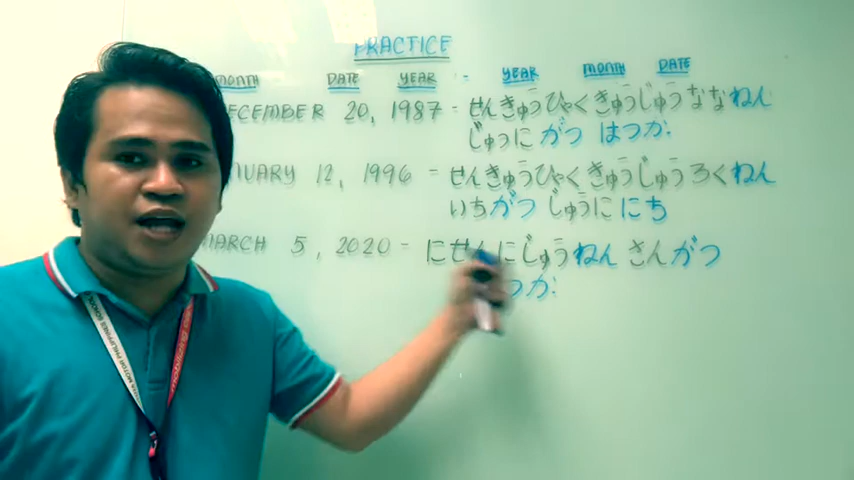 PRACTICE
MONTH DATE YEAR :- YEAR MONTH DATE
ECEMBER 20, 1987 - せんきゅうひゃくきゅうじゅうななねん
じゅうにがつ はつか.
NUARY 12, 1996 = せんきゅうひゃくきゅうじゅうろくねん
いちがつ じゅうににち
MARCH 5, 2020 - にせんにじゅうねん さんがつ
つか.